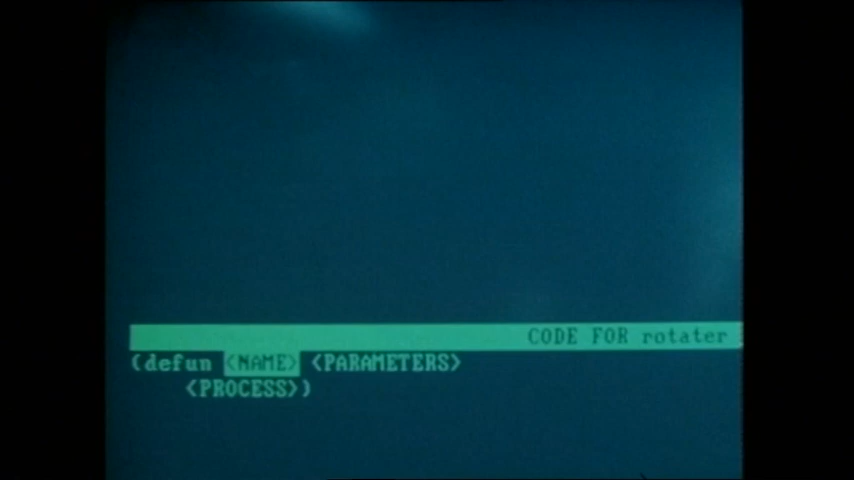 CODE FOR rotater
(defun <NAME> <PARAMETERS>
<PROCESS>)